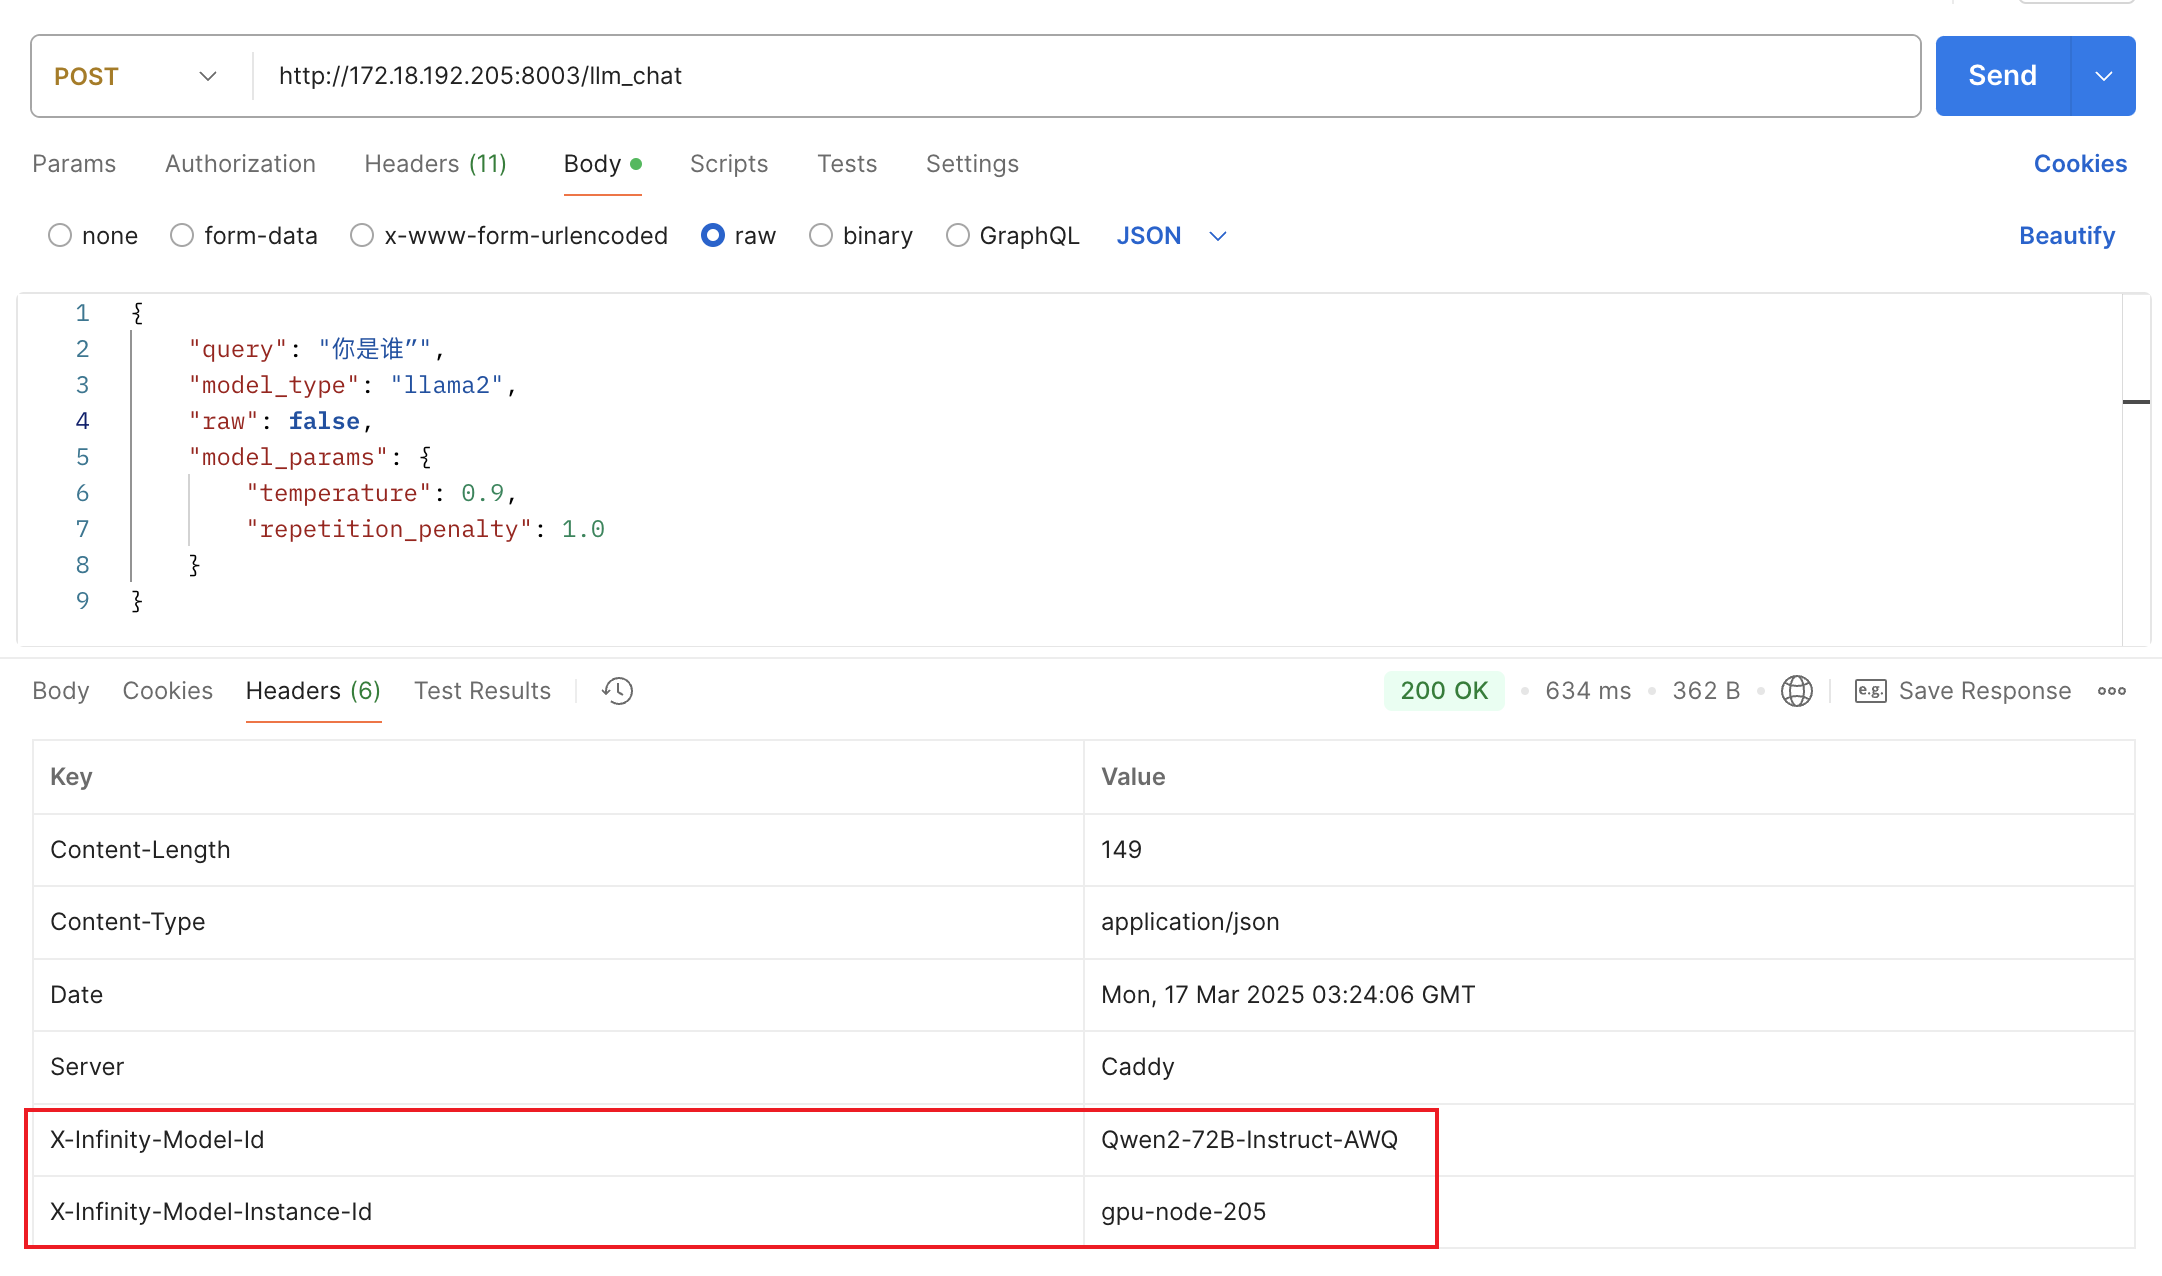 POST http://172.18.192.205:8003/llm_chat Send
Params Authorization Headers (11) Body Scripts Tests Settings Cookies
none form-data x-www-form-urlencoded raw binary GraphQL JSON Beautify
1 {
2 "query": "你是谁”",
3 "model_type": "llama2",
4 "raw": false,
5 "model_params": {
6 "temperature": 0.9,
7 "repetition_penalty": 1.0
8 }
9 }
Body Cookies Headers (6) Test Results 200 OK 634 ms 362 B e.g. Save Response
Key Value
Content-Length 149
Content-Type application/json
Date Mon, 17 Mar 2025 03:24:06 GMT
Server Caddy
X-Infinity-Model-Id Qwen2-72B-Instruct-AWQ
X-Infinity-Model-Instance-Id gpu-node-205